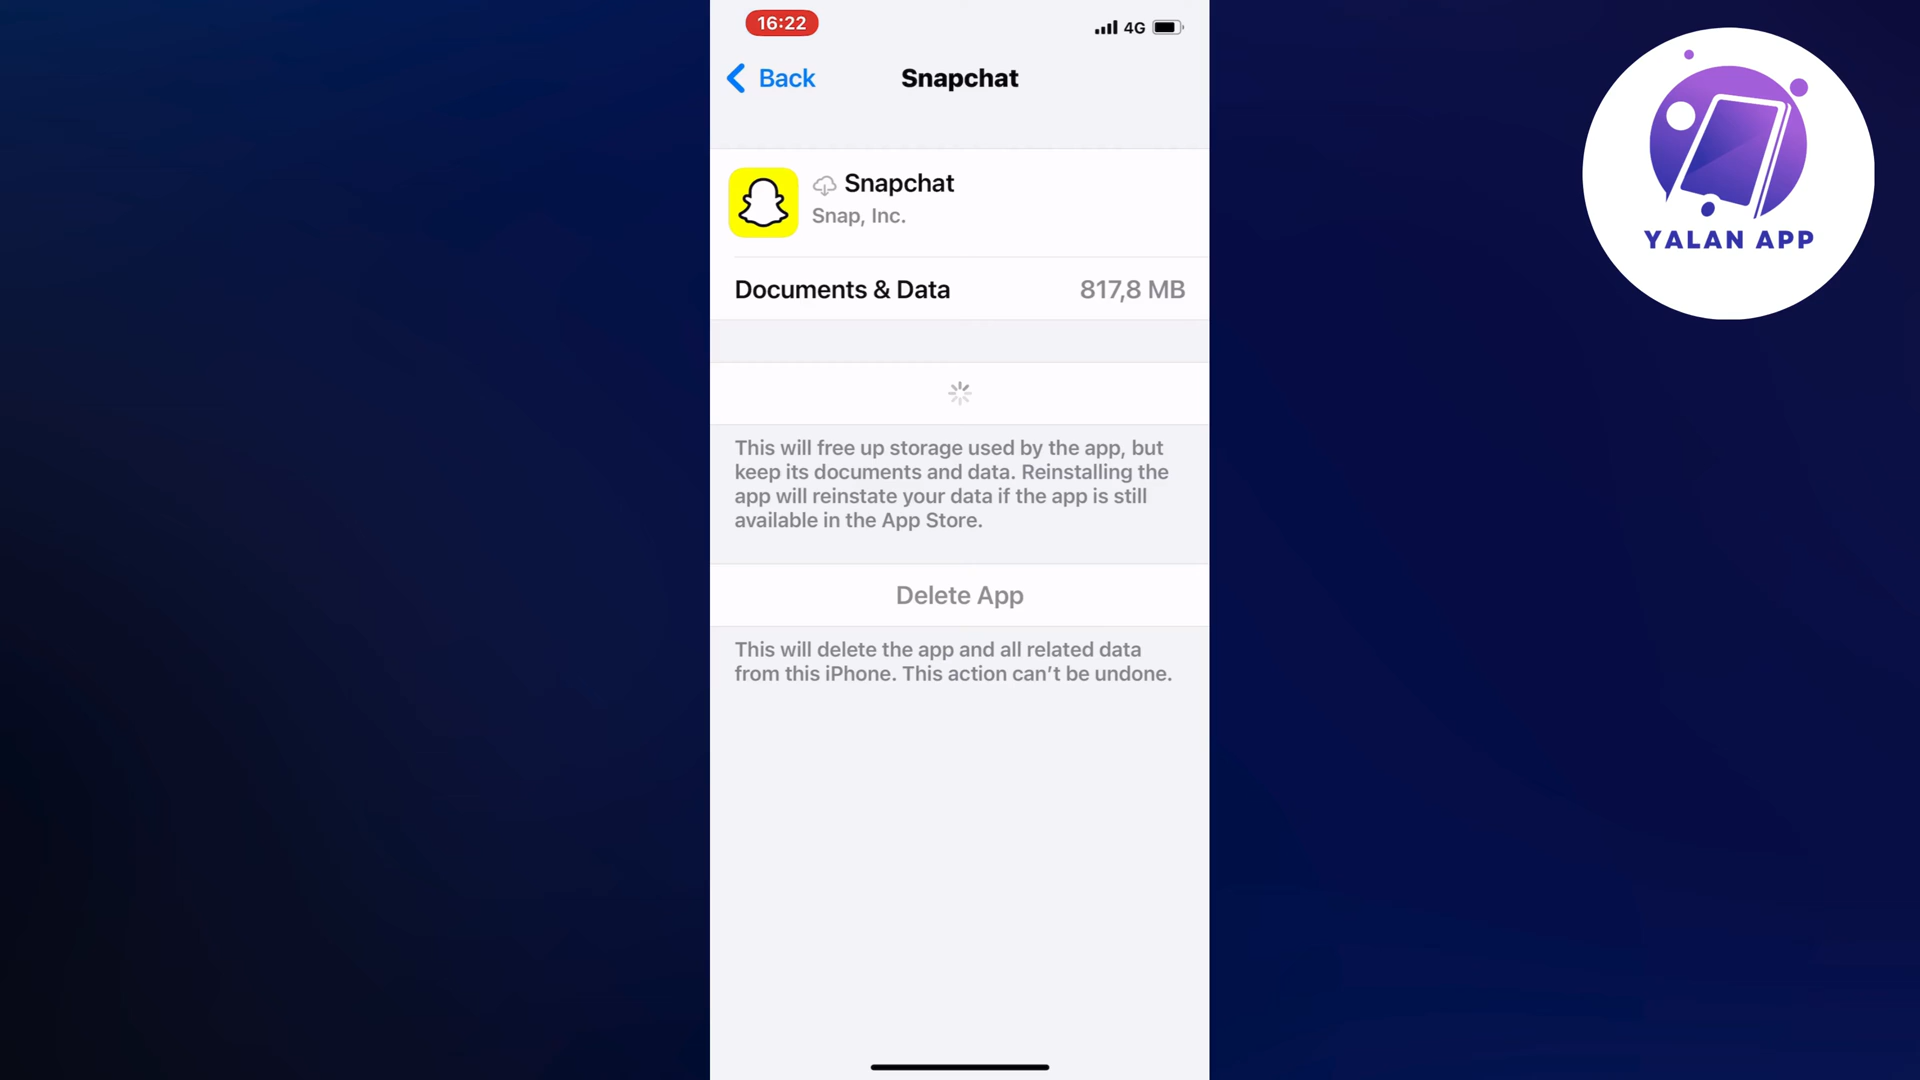 16:22
4G
Back
Snapchat
Snapchat
Snap, Inc.
Documents & Data
817,8 MB
This will free up storage used by the app, but
keep its documents and data. Reinstalling the
app will reinstate your data if the app is still
available in the App Store.
Delete App
This will delete the app and all related data
from this iPhone. This action can’t be undone.
YALAN APP